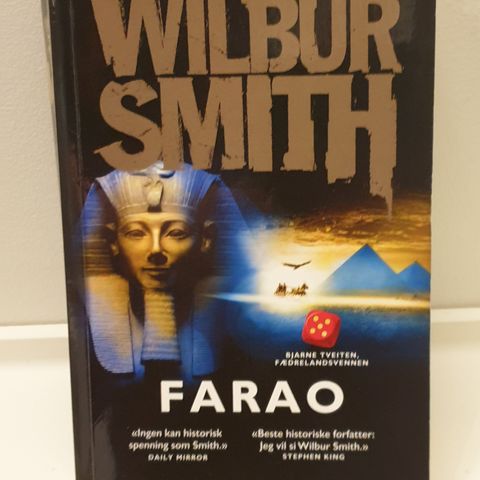 WILBUR
SMITH
BJARNE TVEITEN,
FÆDRELANDSVENNEN
FARAO
«Ingen kan historisk
spenning som Smith.»
DAILY MIRROR
«Beste historiske forfatter:
Jeg vil si Wilbur Smith.»
STEPHEN KING